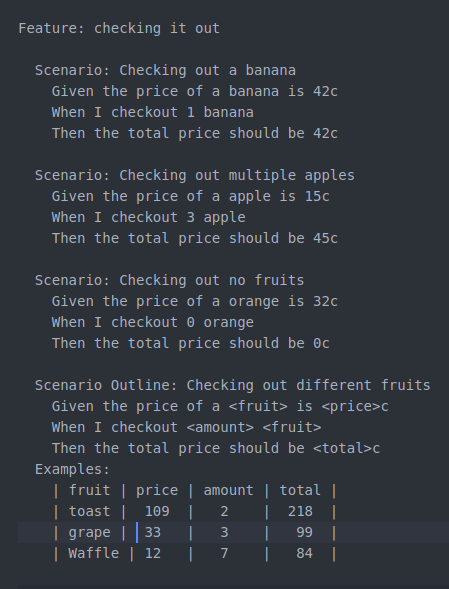 Feature: checking it out
Scenario: Checking out a banana
Given the price of a banana is 42c
When I checkout 1 banana
Then the total price should be 42c
Scenario: Checking out multiple apples
Given the price of a apple is 15c
When I checkout 3 apple
Then the total price should be 45c
Scenario: Checking out no fruits
Given the price of a orange is 32c
When I checkout 0 orange
Then the total price should be 0c
Scenario Outline: Checking out different fruits
Given the price of a <fruit> is <price>c
When I checkout <amount> <fruit>
Then the total price should be <total>c
Examples:
| fruit | price | amount | total |
| toast | 109 | 2 | 218 |
| grape | 33 | 3 | 99 |
| Waffle | 12 | 7 | 84 |